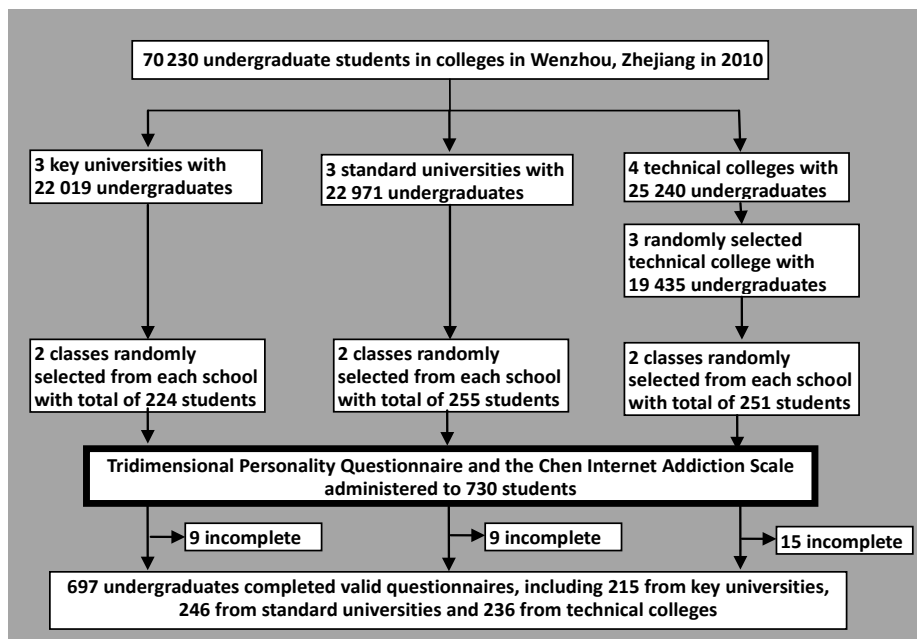 70 230 undergraduate students in colleges in Wenzhou, Zhejiang in 2010
3 key universities with
22 019 undergraduates
3 standard universities with
22 971 undergraduates
4 technical colleges with
25 240 undergraduates
3 randomly selected
technical college with
19 435 undergraduates
2 classes randomly
selected from each school
with total of 224 students
2 classes randomly
selected from each school
with total of 255 students
2 classes randomly
selected from each school
with total of 251 students
Tridimensional Personality Questionnaire and the Chen Internet Addiction Scale
administered to 730 students
9 incomplete
9 incomplete
15 incomplete
697 undergraduates completed valid questionnaires, including 215 from key universities,
246 from standard universities and 236 from technical colleges